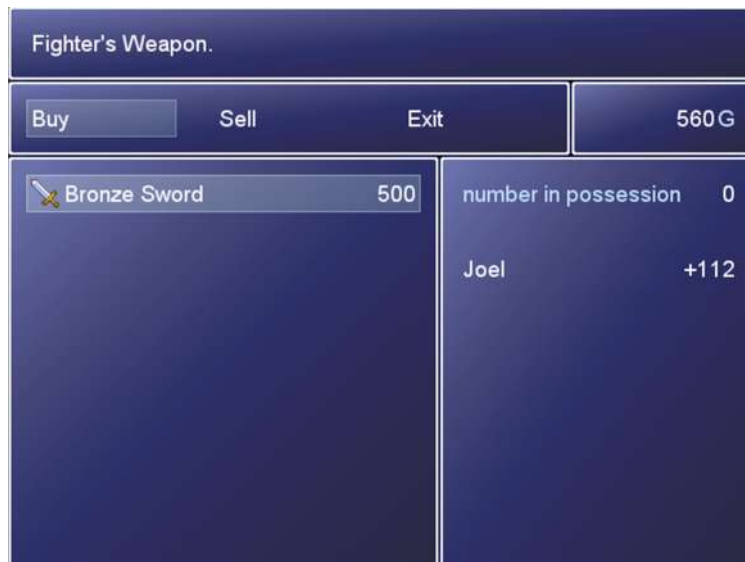 Fighter's Weapon.
Buy Sell Exit 560G
Bronze Sword 500
number in possession 0
Joel +112